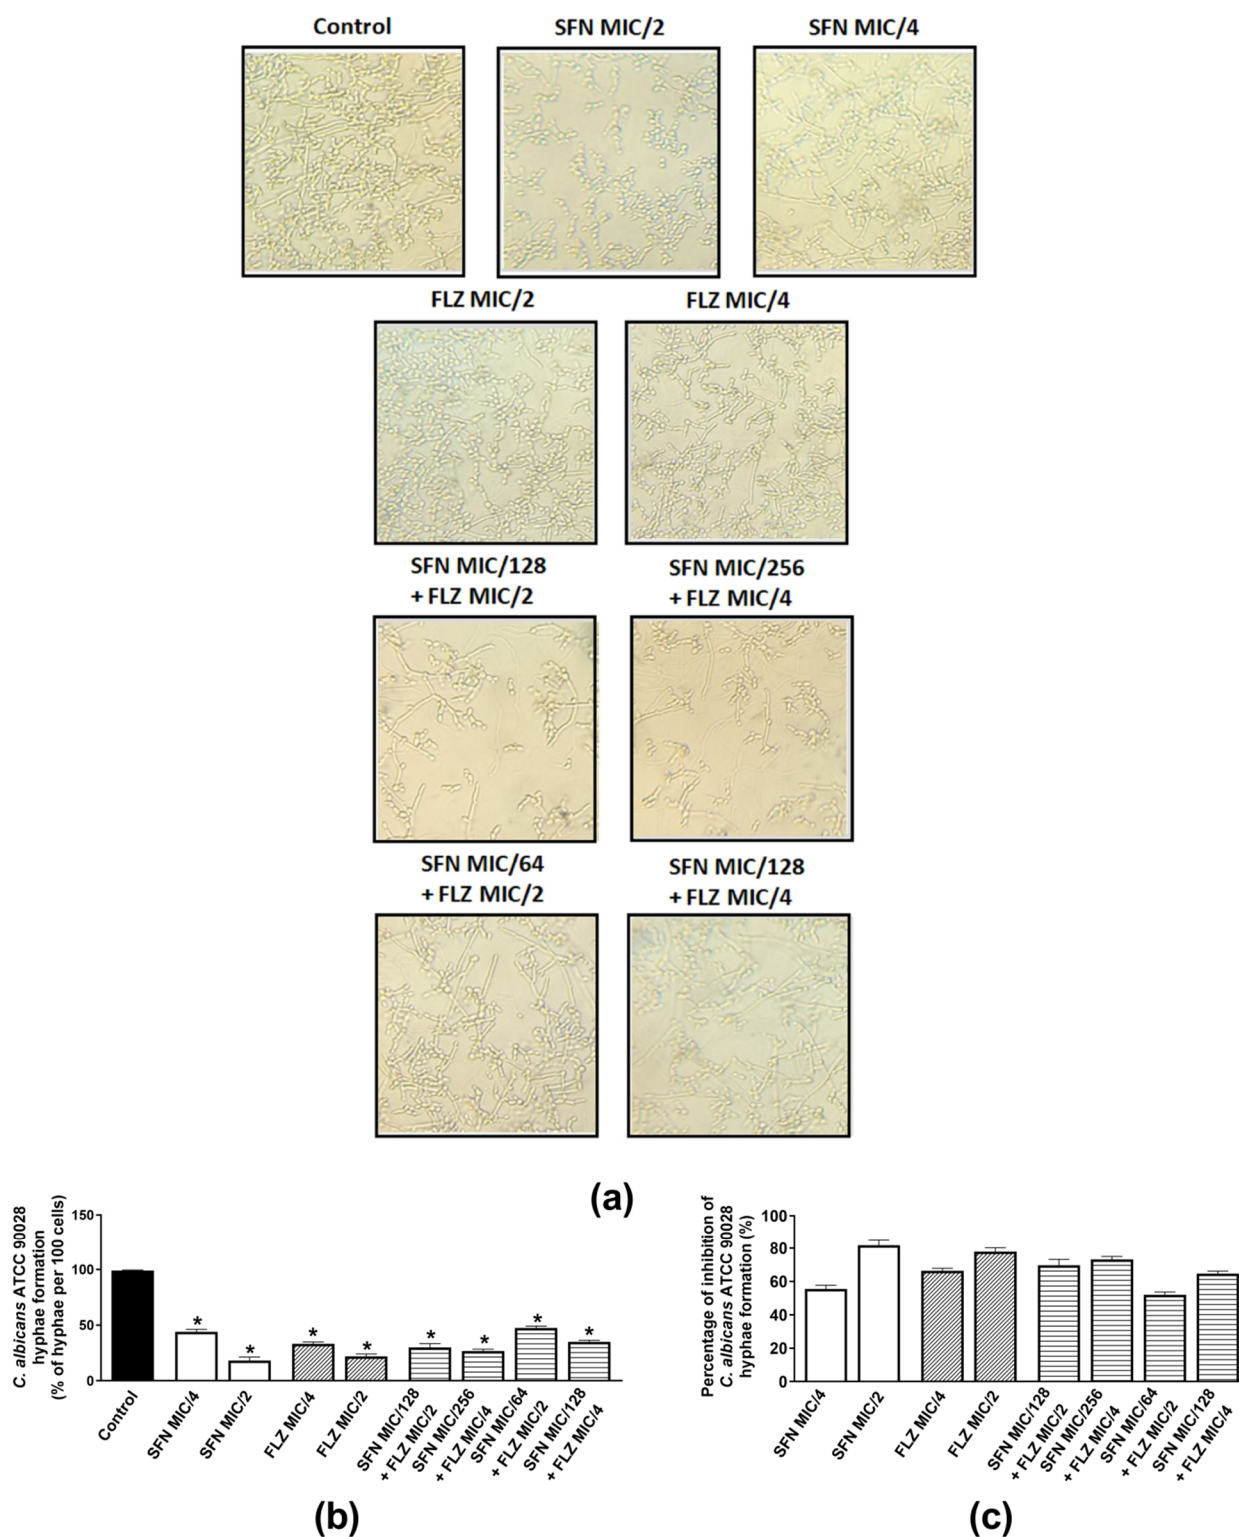 Control
SFN MIC/2
SFN MIC/4
FLZ MIC/2
FLZ MIC/4
SFN MIC/128
+ FLZ MIC/2
SFN MIC/256
+ FLZ MIC/4
SFN MIC/64
+ FLZ MIC/2
SFN MIC/128
+ FLZ MIC/4
(a)
C. albicans ATCC 90028
hyphae formation
(% of hyphae per 100 cells)
150
100
50
0
*
*
*
*
*
*
*
*
Control
SFN MIC/4
SFN MIC/2
FLZ MIC/4
FLZ MIC/2
SFN MIC/128
+ FLZ MIC/2
SFN MIC/256
+ FLZ MIC/4
SFN MIC/64
+ FLZ MIC/2
SFN MIC/128
+ FLZ MIC/4
(b)
Percentage of inhibition of
C. albicans ATCC 90028
hyphae formation (%)
100
80
60
40
20
0
SFN MIC/4
SFN MIC/2
FLZ MIC/4
FLZ MIC/2
SFN MIC/128
+ FLZ MIC/2
SFN MIC/256
+ FLZ MIC/4
SFN MIC/64
+ FLZ MIC/2
SFN MIC/128
+ FLZ MIC/4
(c)